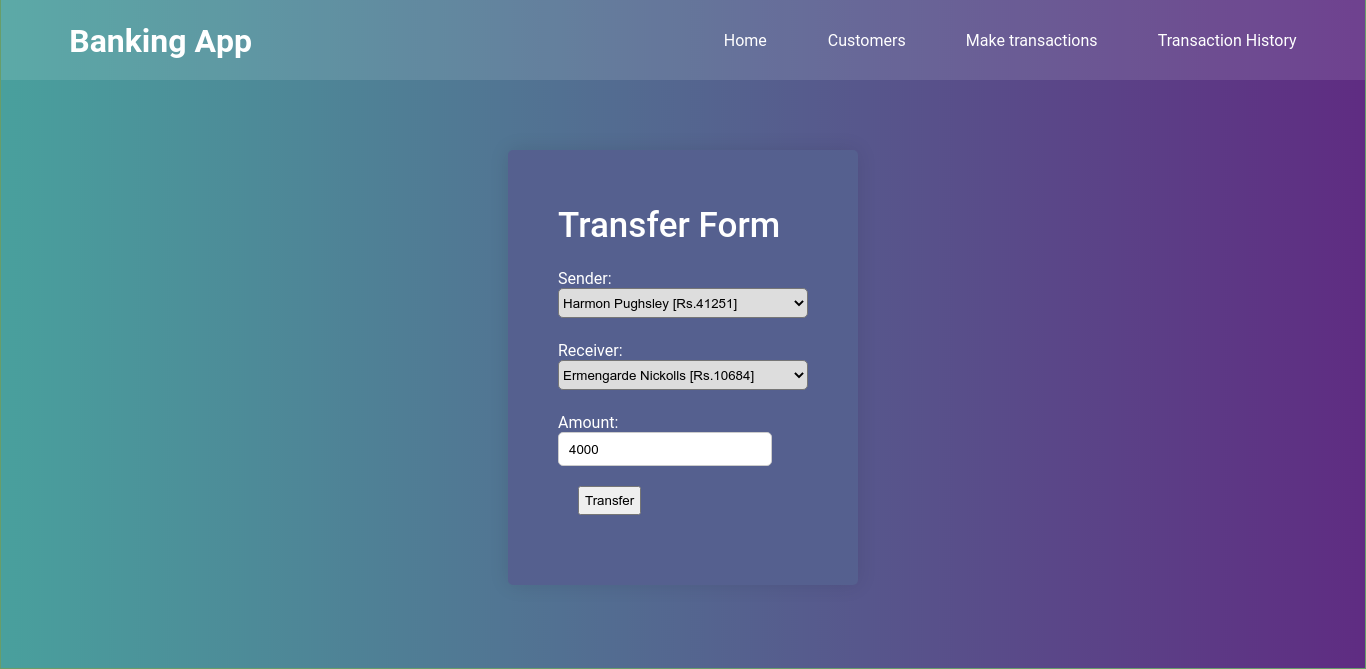 Banking App
Home Customers Make transactions Transaction History
Transfer Form
Sender:
Harmon Pughsley [Rs.41251]
Receiver:
Ermengarde Nickolls [Rs.10684]
Amount:
4000
Transfer